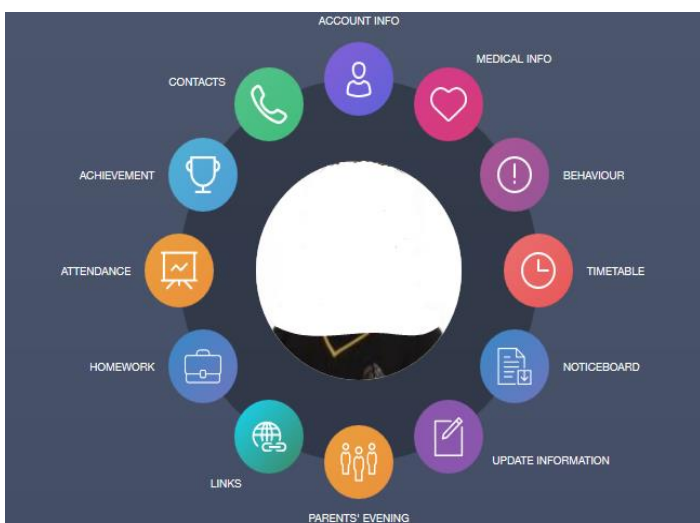 ACCOUNT INFO
MEDICAL INFO
CONTACTS
ACHIEVEMENT
BEHAVIOUR
ATTENDANCE
TIMETABLE
HOMEWORK
NOTICEBOARD
LINKS
UPDATE INFORMATION
PARENTS' EVENING